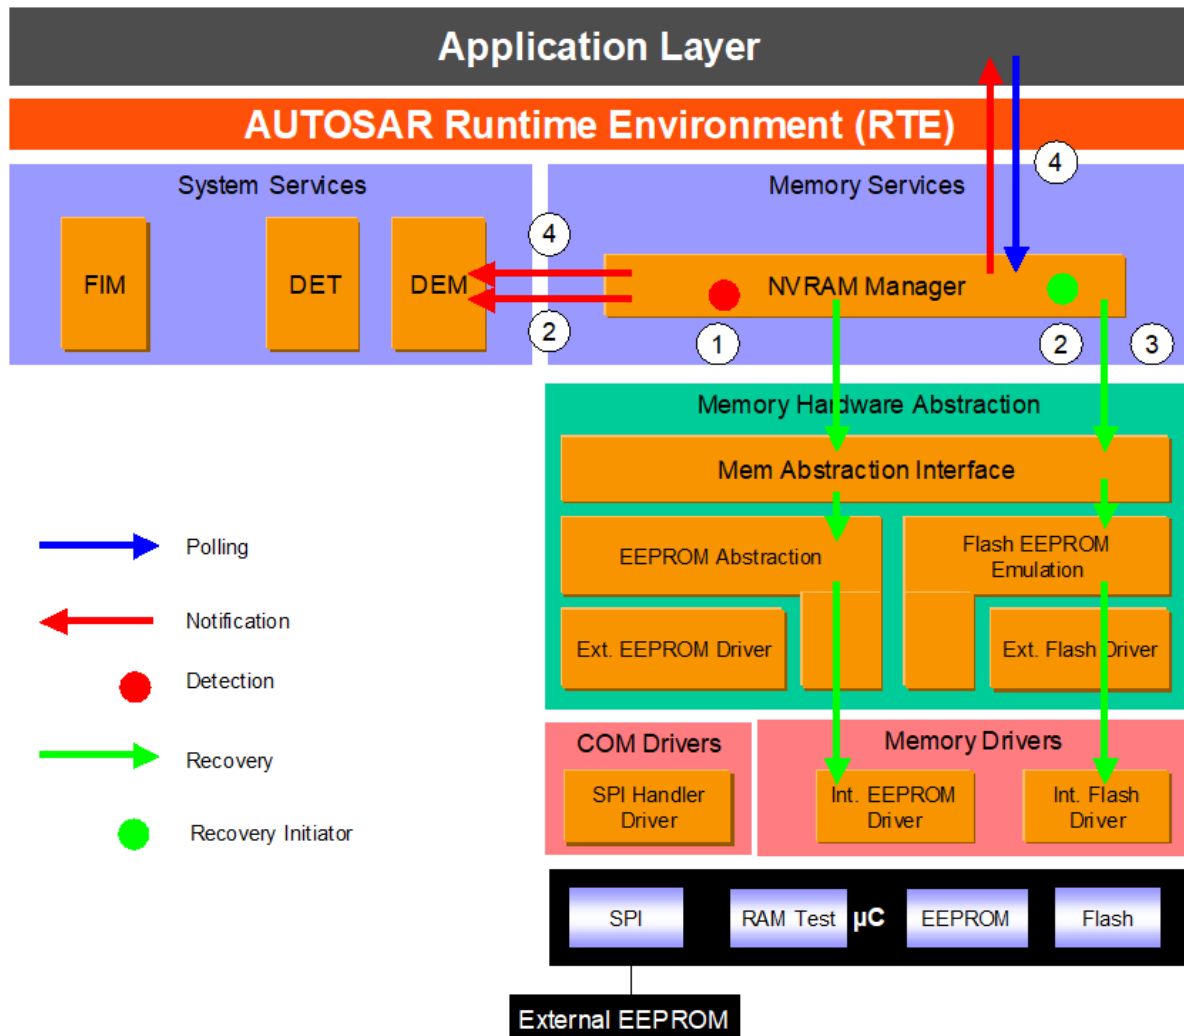 Application Layer
AUTOSAR Runtime Environment (RTE)
System Services
Memory Services
4
4
FIM
DET
DEM
NVRAM Manager
2
1
2
3
Memory Hardware Abstraction
Mem Abstraction Interface
EEPROM Abstraction
Flash EEPROM
Emulation
Ext. EEPROM Driver
Ext. Flash Driver
Polling
Notification
Detection
Recovery
Recovery Initiator
COM Drivers
Memory Drivers
SPI Handler
Driver
Int. EEPROM
Driver
Int. Flash
Driver
SPI
RAM Test
µC
EEPROM
Flash
External EEPROM